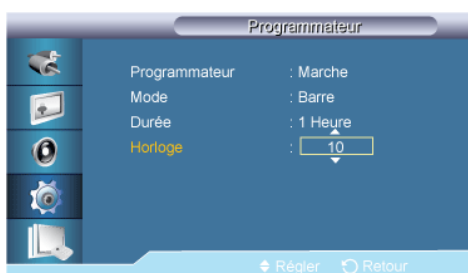 Programmateur
Programmateur : Marche
Mode : Barre
Durée : 1 Heure
Horloge : 10
Régler Retour